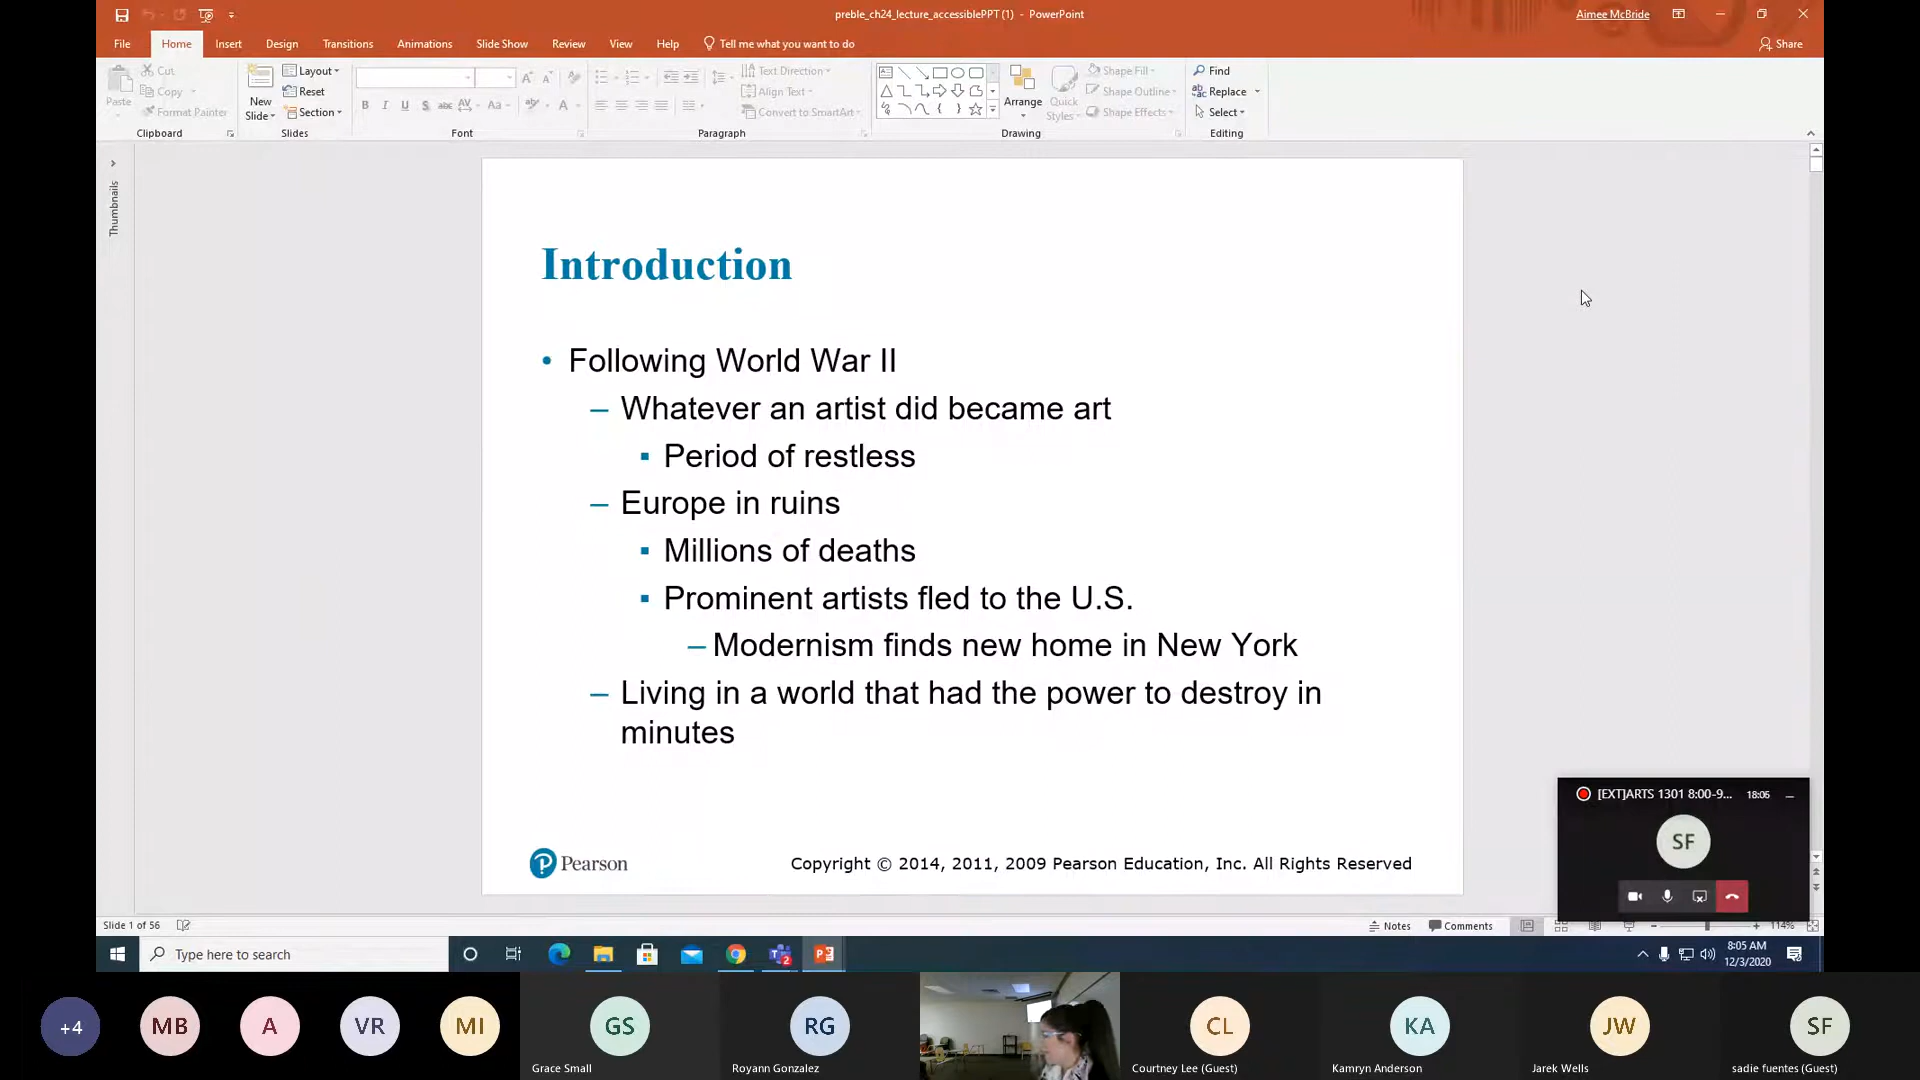 preble_ch24_lecture_accessiblePPT (1) - PowerPoint
Aimee McBride
File Home Insert Design Transitions Animations Slide Show Review View Help Tell me what you want to do
Share
Paste
Cut
Copy
Format Painter
Clipboard
New Slide
Layout
Reset
Section
Slides
B I U S abc AV Aa A
Font
Text Direction
Align Text
Convert to SmartArt
Paragraph
Arrange
Quick Styles
Shape Fill
Shape Outline
Shape Effects
Drawing
Find
Replace
Select
Editing
Thumbnails
Introduction
• Following World War II
– Whatever an artist did became art
▪ Period of restless
– Europe in ruins
▪ Millions of deaths
▪ Prominent artists fled to the U.S.
– Modernism finds new home in New York
– Living in a world that had the power to destroy in
minutes
Pearson
Copyright © 2014, 2011, 2009 Pearson Education, Inc. All Rights Reserved
[EXT]ARTS 1301 8:00-9... 18:06
SF
Slide 1 of 56
Notes Comments 114%
Type here to search
8:05 AM
12/3/2020
+4 MB A VR MI GS RG CL KA JW SF
Grace Small Royann Gonzalez Courtney Lee (Guest) Kamryn Anderson Jarek Wells sadie fuentes (Guest)